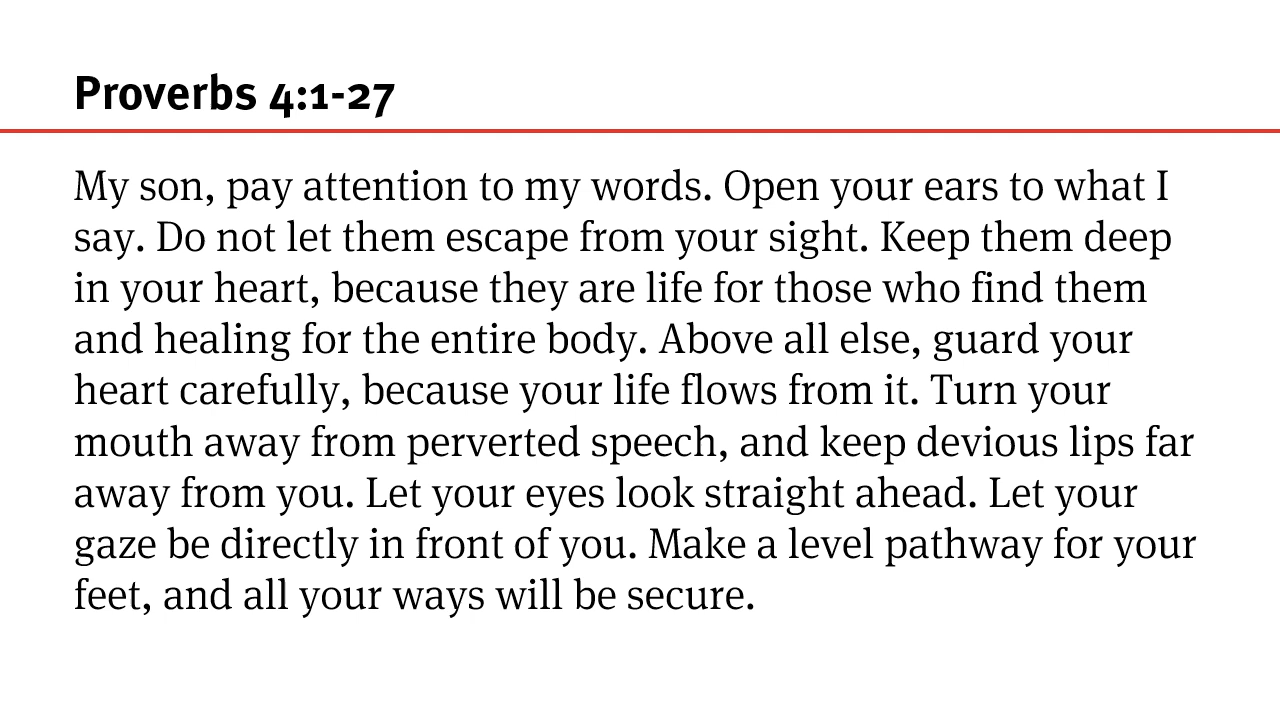 Proverbs 4:1-27
My son, pay attention to my words. Open your ears to what I
say. Do not let them escape from your sight. Keep them deep
in your heart, because they are life for those who find them
and healing for the entire body. Above all else, guard your
heart carefully, because your life flows from it. Turn your
mouth away from perverted speech, and keep devious lips far
away from you. Let your eyes look straight ahead. Let your
gaze be directly in front of you. Make a level pathway for your
feet, and all your ways will be secure.